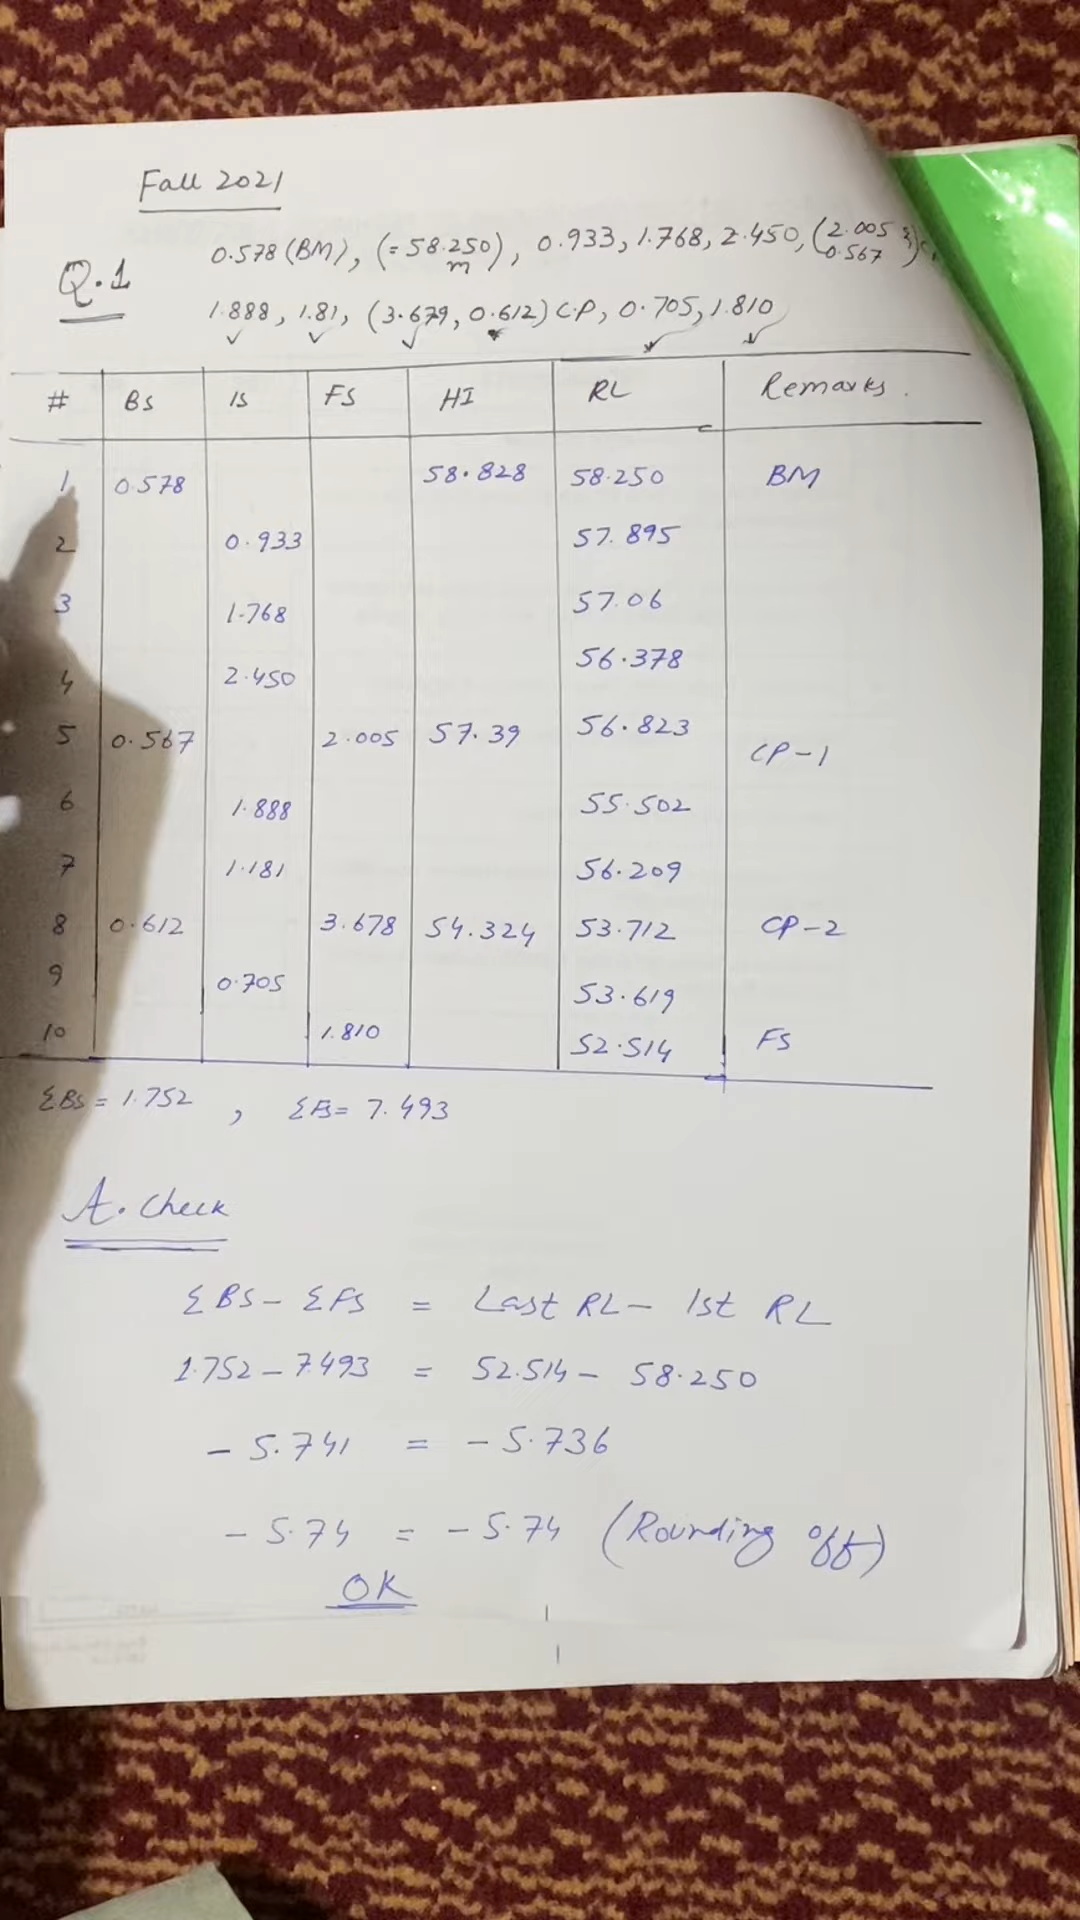 Fall 2021
Q.1
0.578 (BM), (= 58.250 m), 0.933, 1.768, 2.450, (2.005 & 0.567)
1.888, 1.181, (3.679, 0.612) C.P, 0.705, 1.810
# BS IS FS HI RL Remarks.
1 0.578 58.828 58.250 BM
2 0.933 57.895
3 1.768 57.06
4 2.450 56.378
5 0.567 2.005 57.39 56.823 CP-1
6 1.888 55.502
7 1.181 56.209
8 0.612 3.678 54.324 53.712 CP-2
9 0.705 53.619
10 1.810 52.514 FS
ΣBS = 1.752 , ΣFS = 7.493
A. Check
ΣBS - ΣFS = Last RL - 1st RL
1.752 - 7.493 = 52.514 - 58.250
- 5.741 = - 5.736
- 5.74 = - 5.74 (Rounding off)
OK